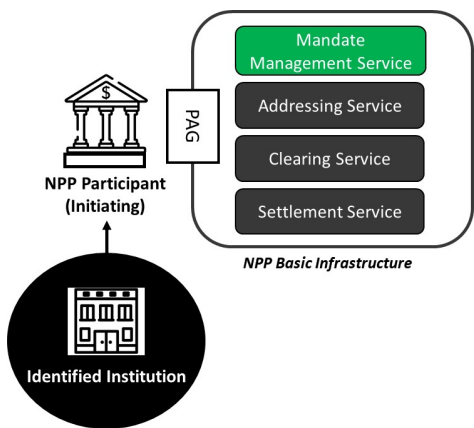 Mandate
Management Service
Addressing Service
Clearing Service
Settlement Service
PAG
$
NPP Participant
(Initiating)
NPP Basic Infrastructure
Identified Institution